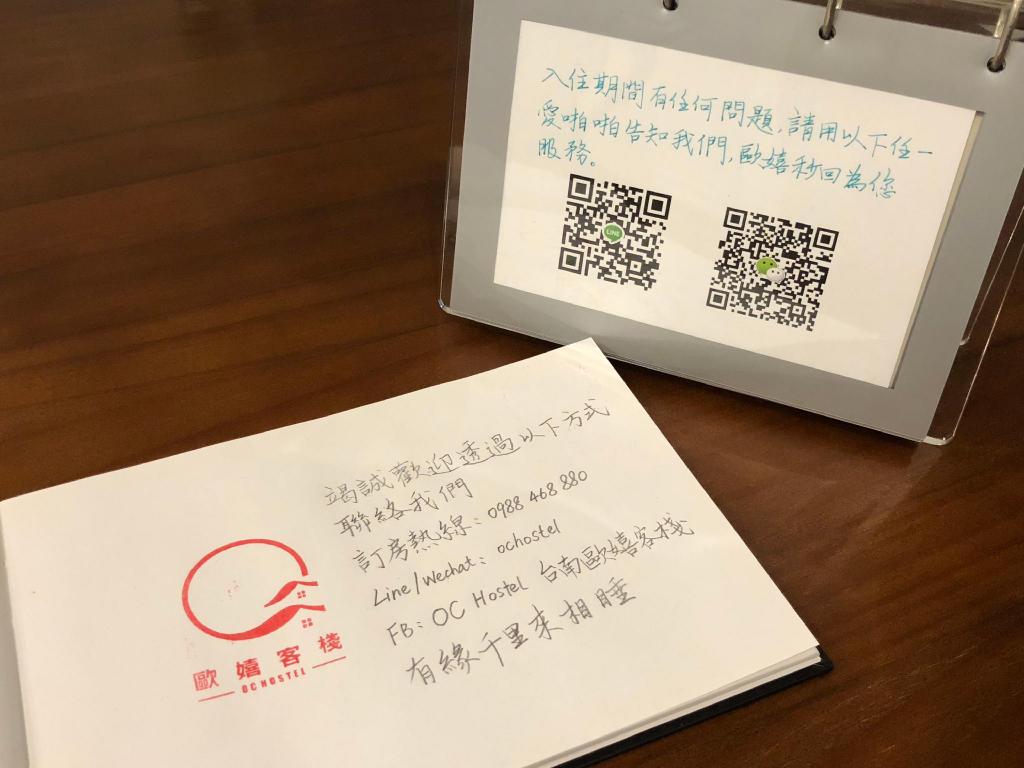 入住期間有任何問題,請用以下任一
愛啪啪告知我們,歐嬉秒回為您
服務。
LINE
竭誠歡迎透過以下方式
聯絡我們
訂房熱線:0988 468 880
Line/Wechat:ochostel
FB:OC Hostel 台南歐嬉客棧
有緣千里來相睡
歐嬉客棧
OC HOSTEL